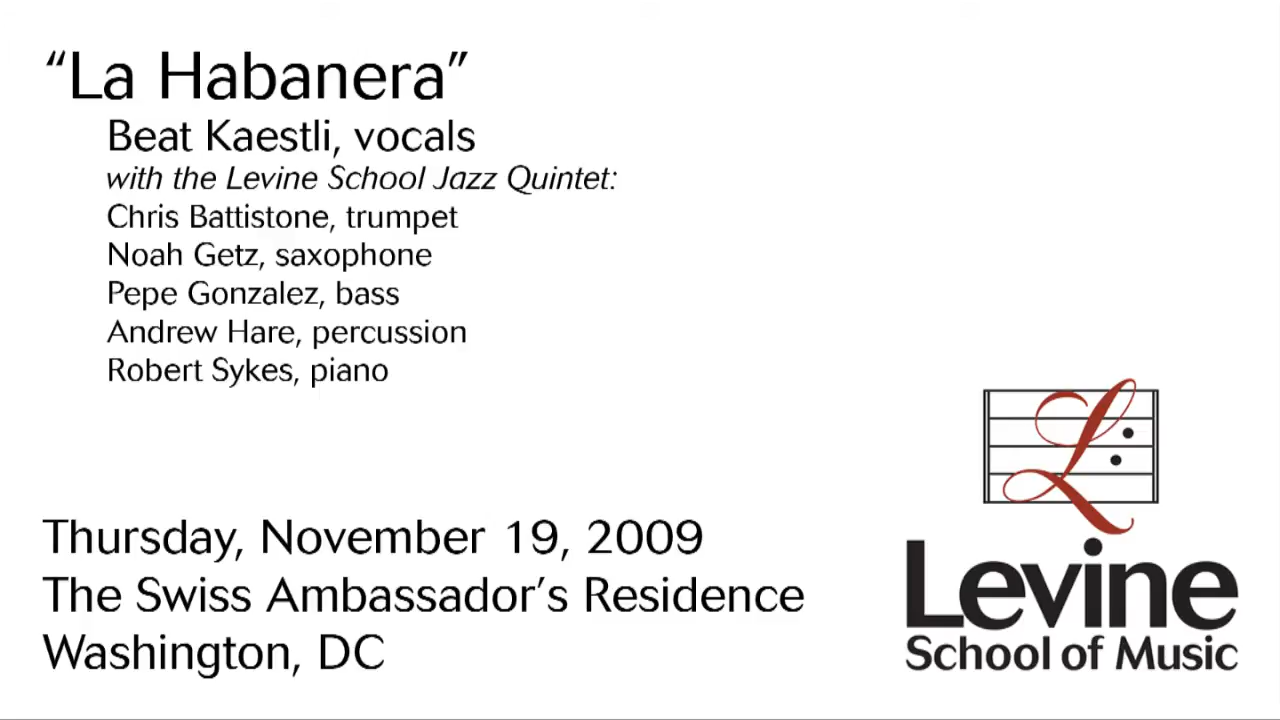 “La Habanera”
Beat Kaestli, vocals
with the Levine School Jazz Quintet:
Chris Battistone, trumpet
Noah Getz, saxophone
Pepe Gonzalez, bass
Andrew Hare, percussion
Robert Sykes, piano
Thursday, November 19, 2009
The Swiss Ambassador’s Residence
Washington, DC
L
Levine
School of Music